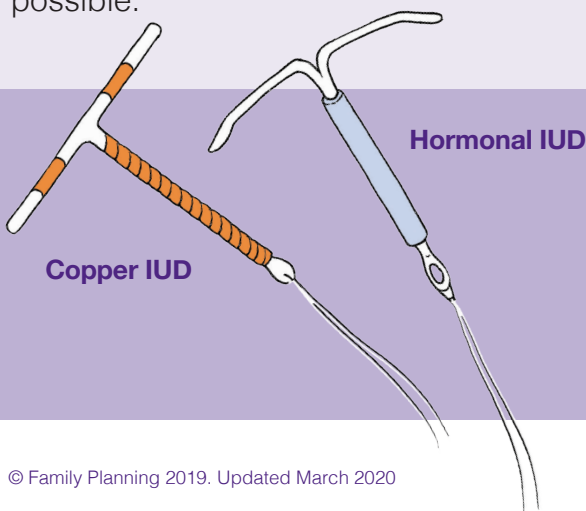 possible.
Hormonal IUD
Copper IUD
© Family Planning 2019. Updated March 2020